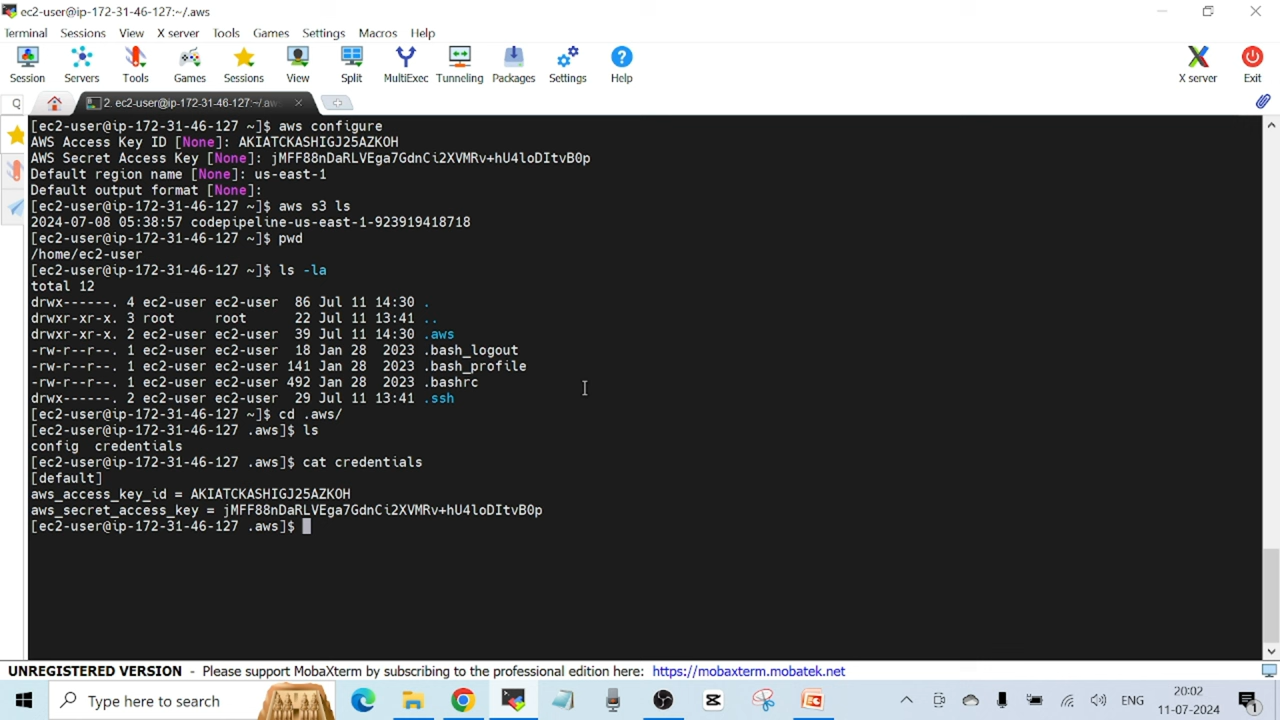 ec2-user@ip-172-31-46-127:~/.aws
Terminal Sessions View X server Tools Games Settings Macros Help
Session Servers Tools Games Sessions View Split MultiExec Tunneling Packages Settings Help X server Exit
2. ec2-user@ip-172-31-46-127:~/.aw
[ec2-user@ip-172-31-46-127 ~]$ aws configure
AWS Access Key ID [None]: AKIATCKASHIGJ25AZKOH
AWS Secret Access Key [None]: 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
Default region name [None]: us-east-1
Default output format [None]:
[ec2-user@ip-172-31-46-127 ~]$ aws s3 ls
2024-07-08 05:38:57 codepipeline-us-east-1-923919418718
[ec2-user@ip-172-31-46-127 ~]$ pwd
/home/ec2-user
[ec2-user@ip-172-31-46-127 ~]$ ls -la
total 12
drwx------. 4 ec2-user ec2-user  86 Jul 11 14:30 .
drwxr-xr-x. 3 root     root      22 Jul 11 13:41 ..
drwxr-xr-x. 2 ec2-user ec2-user  39 Jul 11 14:30 .aws
-rw-r--r--. 1 ec2-user ec2-user  18 Jan 28  2023 .bash_logout
-rw-r--r--. 1 ec2-user ec2-user 141 Jan 28  2023 .bash_profile
-rw-r--r--. 1 ec2-user ec2-user 492 Jan 28  2023 .bashrc
drwx------. 2 ec2-user ec2-user  29 Jul 11 13:41 .ssh
[ec2-user@ip-172-31-46-127 ~]$ cd .aws/
[ec2-user@ip-172-31-46-127 .aws]$ ls
config  credentials
[ec2-user@ip-172-31-46-127 .aws]$ cat credentials
[default]
aws_access_key_id = AKIATCKASHIGJ25AZKOH
aws_secret_access_key = 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
[ec2-user@ip-172-31-46-127 .aws]$
UNREGISTERED VERSION - Please support MobaXterm by subscribing to the professional edition here: https://mobaxterm.mobatek.net
Type here to search
ENG
20:02
11-07-2024
1